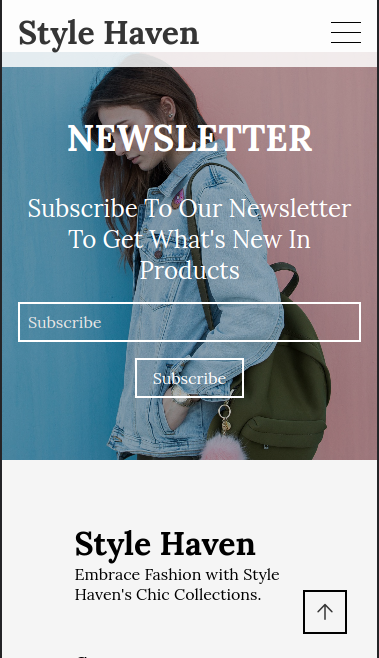 Style Haven
NEWSLETTER
Subscribe To Our Newsletter
To Get What's New In
Products
Subscribe
Subscribe
Style Haven
Embrace Fashion with Style
Haven's Chic Collections.